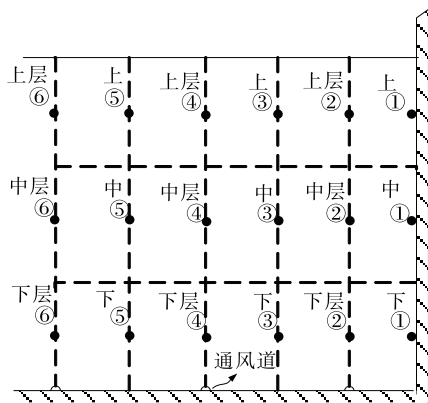 上层 上 上层 上 上层 上
⑥ ⑤ ④ ③ ② ①
中层 中 中层 中 中层 中
⑥ ⑤ ④ ③ ② ①
下层 下 下层 下 下层 下
⑥ ⑤ ④ ③ ② ①
通风道